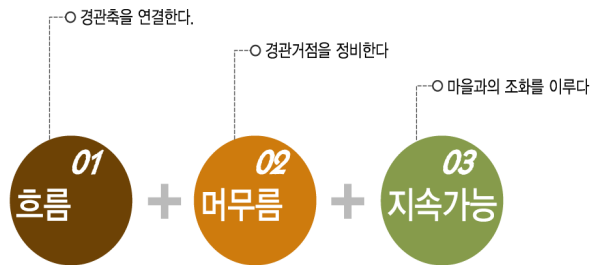 경관축을 연결한다.
경관거점을 정비한다
마을과의 조화를 이루다
01
흐름
02
머무름
03
지속가능